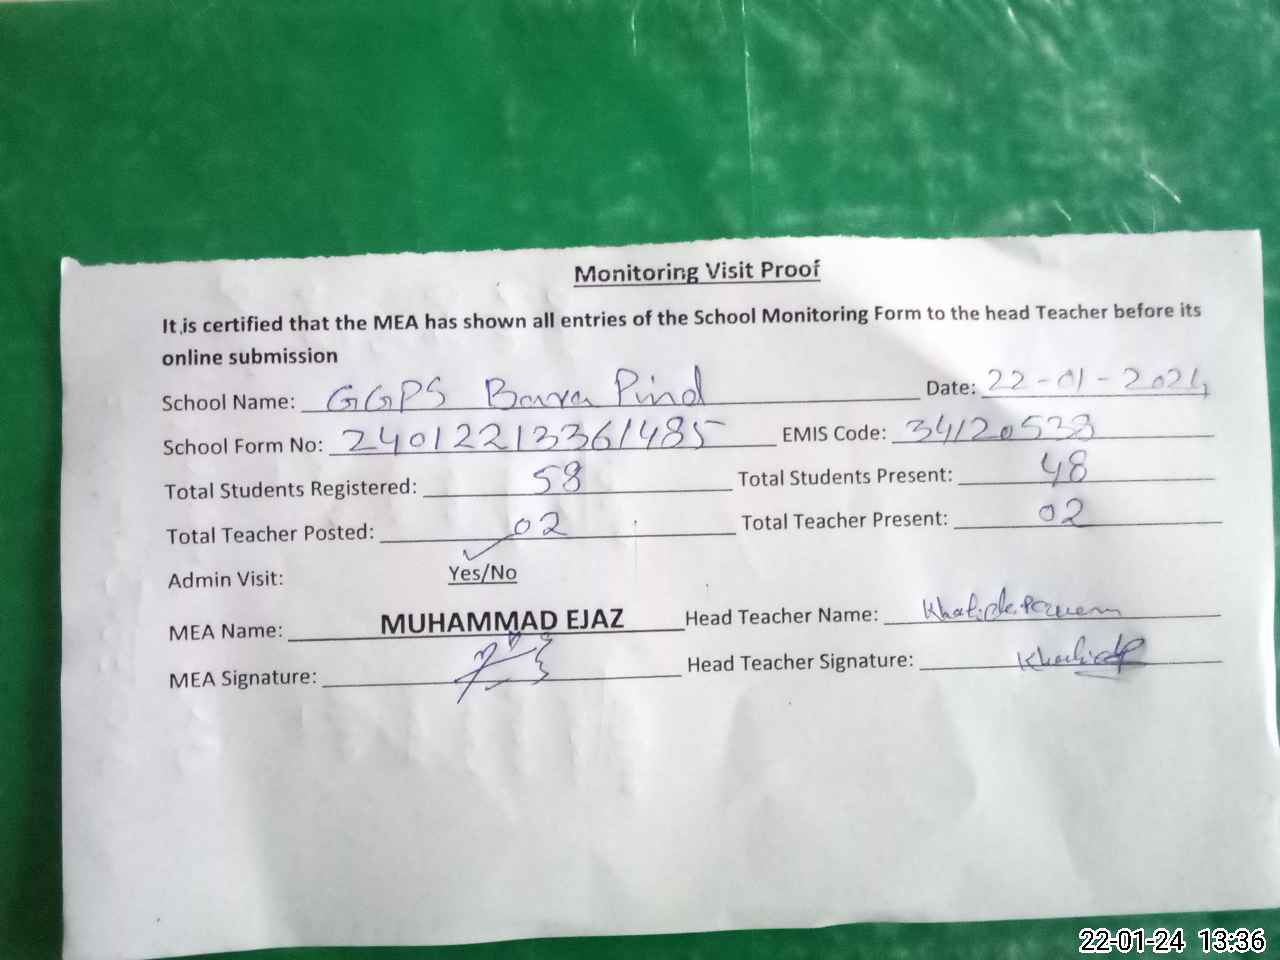 Monitoring Visit Proof
It is certified that the MEA has shown all entries of the School Monitoring Form to the head Teacher before its
online submission
School Name: GGPS Bara Pind Date: 22-01-2024
School Form No: 240122133614​85 EMIS Code: 34120538
Total Students Registered: 58 Total Students Present: 48
Total Teacher Posted: 02 Total Teacher Present: 02
Admin Visit: Yes/No
MEA Name: MUHAMMAD EJAZ Head Teacher Name: Khalida Parveen
MEA Signature: Head Teacher Signature:
22-01-24 13:36